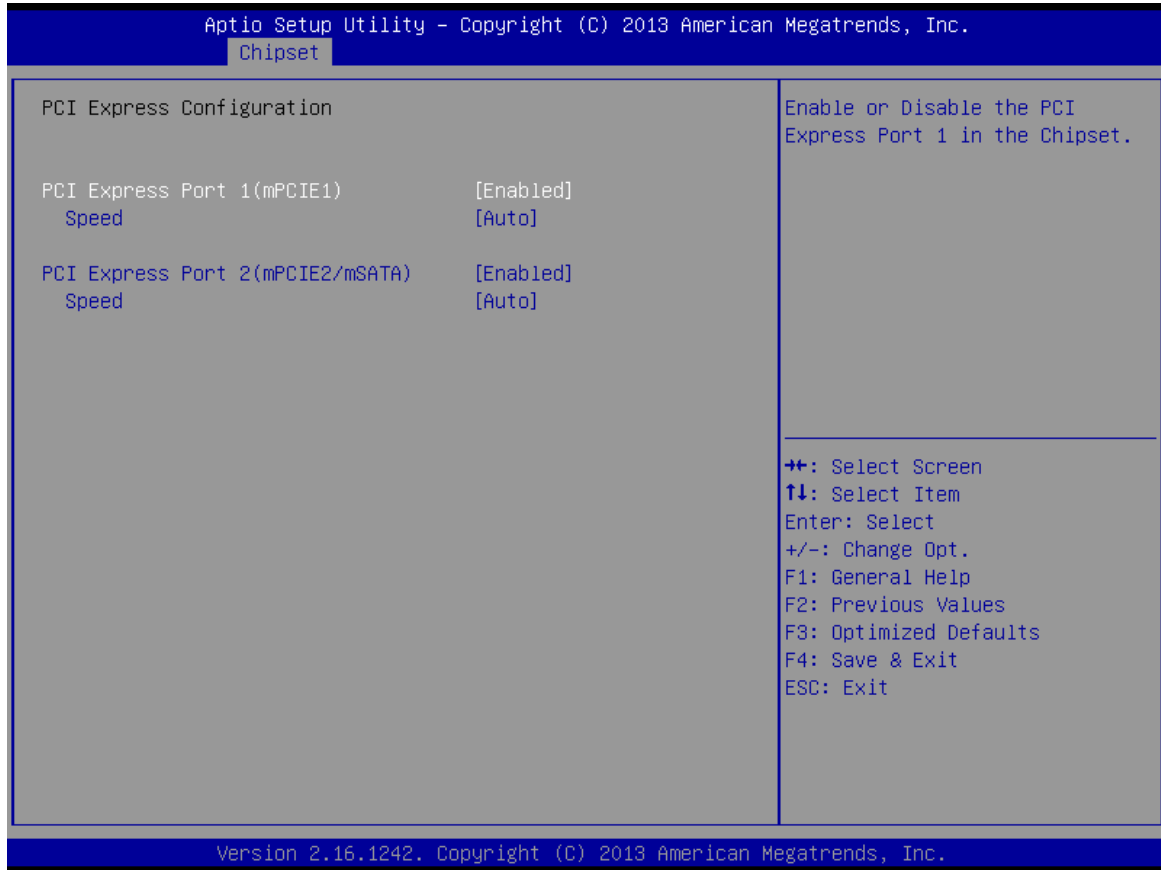 Aptio Setup Utility – Copyright (C) 2013 American Megatrends, Inc.
Chipset
PCI Express Configuration
PCI Express Port 1(mPCIE1) [Enabled]
Speed [Auto]
PCI Express Port 2(mPCIE2/mSATA) [Enabled]
Speed [Auto]
Enable or Disable the PCI
Express Port 1 in the Chipset.
→←: Select Screen
↑↓: Select Item
Enter: Select
+/-: Change Opt.
F1: General Help
F2: Previous Values
F3: Optimized Defaults
F4: Save & Exit
ESC: Exit
Version 2.16.1242. Copyright (C) 2013 American Megatrends, Inc.